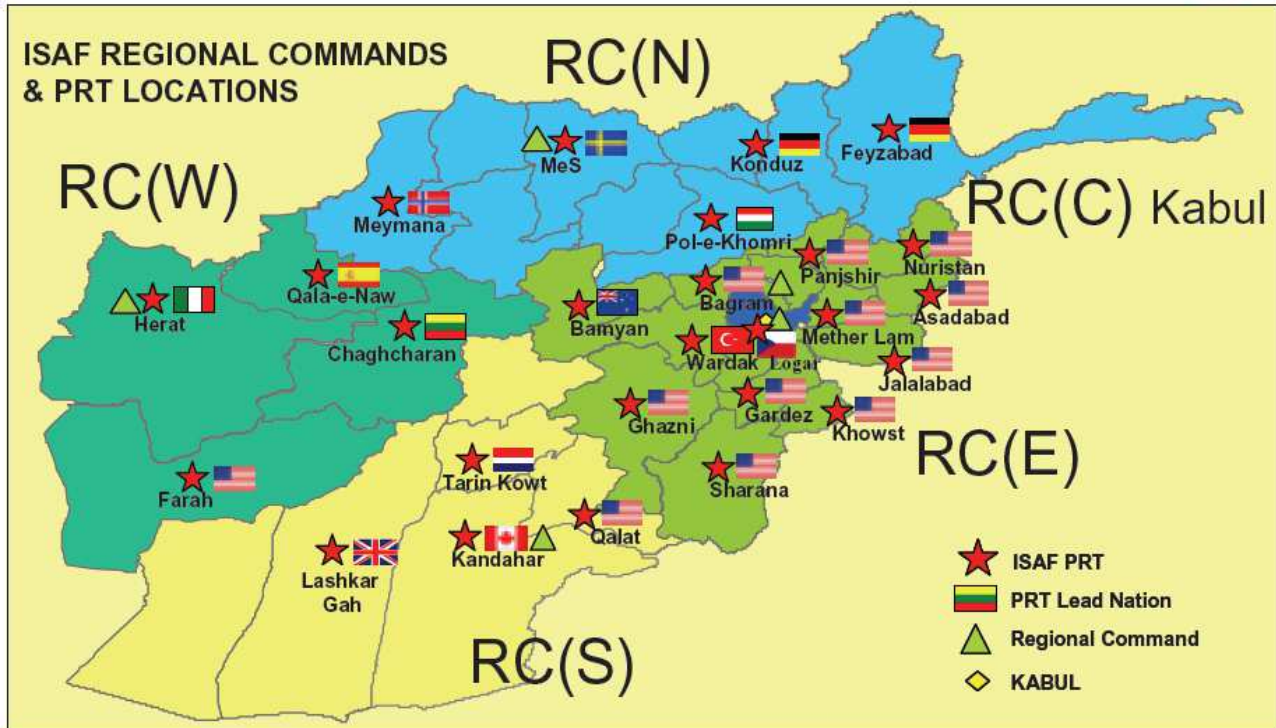 ISAF REGIONAL COMMANDS
& PRT LOCATIONS
RC(N)
RC(W)
RC(C) Kabul
MeS
Konduz
Feyzabad
Meymana
Pol-e-Khomri
Panjshir
Nuristan
Qala-e-Naw
Herat
Chaghcharan
Bamyan
Bagram
Asadabad
Mether Lam
Wardak
Logar
Jalalabad
Ghazni
Gardez
Khowst
RC(E)
Farah
Tarin Kowt
Sharana
Qalat
Kandahar
Lashkar
Gah
RC(S)
ISAF PRT
PRT Lead Nation
Regional Command
KABUL